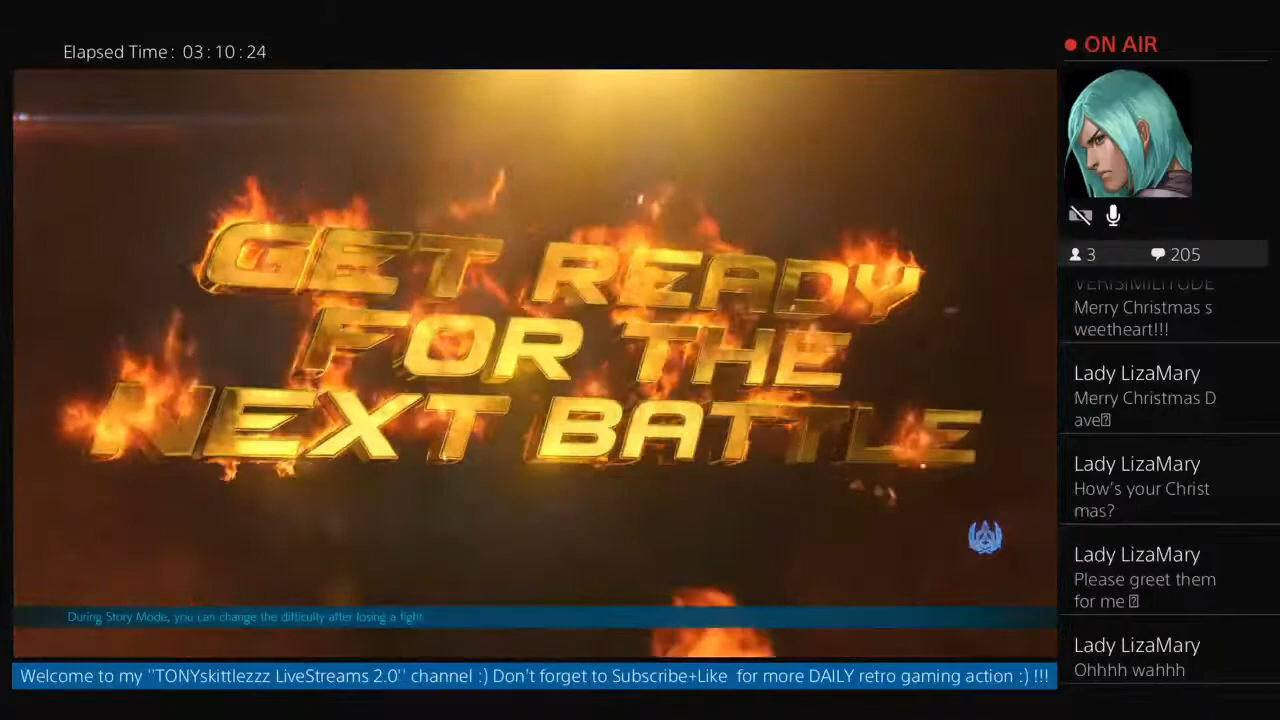 Elapsed Time: 03:10:24
ON AIR
GET READY
FOR THE
NEXT BATTLE
During Story Mode, you can change the difficulty after losing a fight.
Welcome to my "TONYskittlezzz LiveStreams 2.0" channel :) Don't forget to Subscribe+Like for more DAILY retro gaming action :) !!!
3 205
VERISIMILITUDE
Merry Christmas s
weetheart!!!
Lady LizaMary
Merry Christmas D
ave
Lady LizaMary
How's your Christ
mas?
Lady LizaMary
Please greet them
for me
Lady LizaMary
Ohhhh wahhh